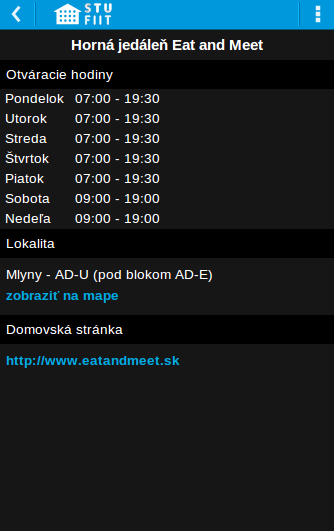 STU
FIIT
Horná jedáleň Eat and Meet
Otváracie hodiny
Pondelok 07:00 - 19:30
Utorok 07:00 - 19:30
Streda 07:00 - 19:30
Štvrtok 07:00 - 19:30
Piatok 07:00 - 19:30
Sobota 09:00 - 19:00
Nedeľa 09:00 - 19:00
Lokalita
Mlyny - AD-U (pod blokom AD-E)
zobraziť na mape
Domovská stránka
http://www.eatandmeet.sk